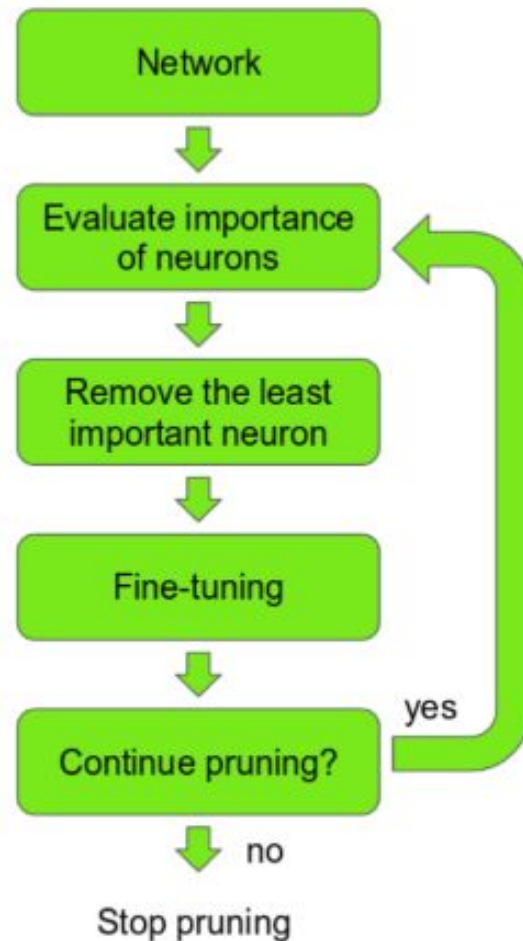 Network
Evaluate importance
of neurons
Remove the least
important neuron
Fine-tuning
Continue pruning?
yes
no
Stop pruning